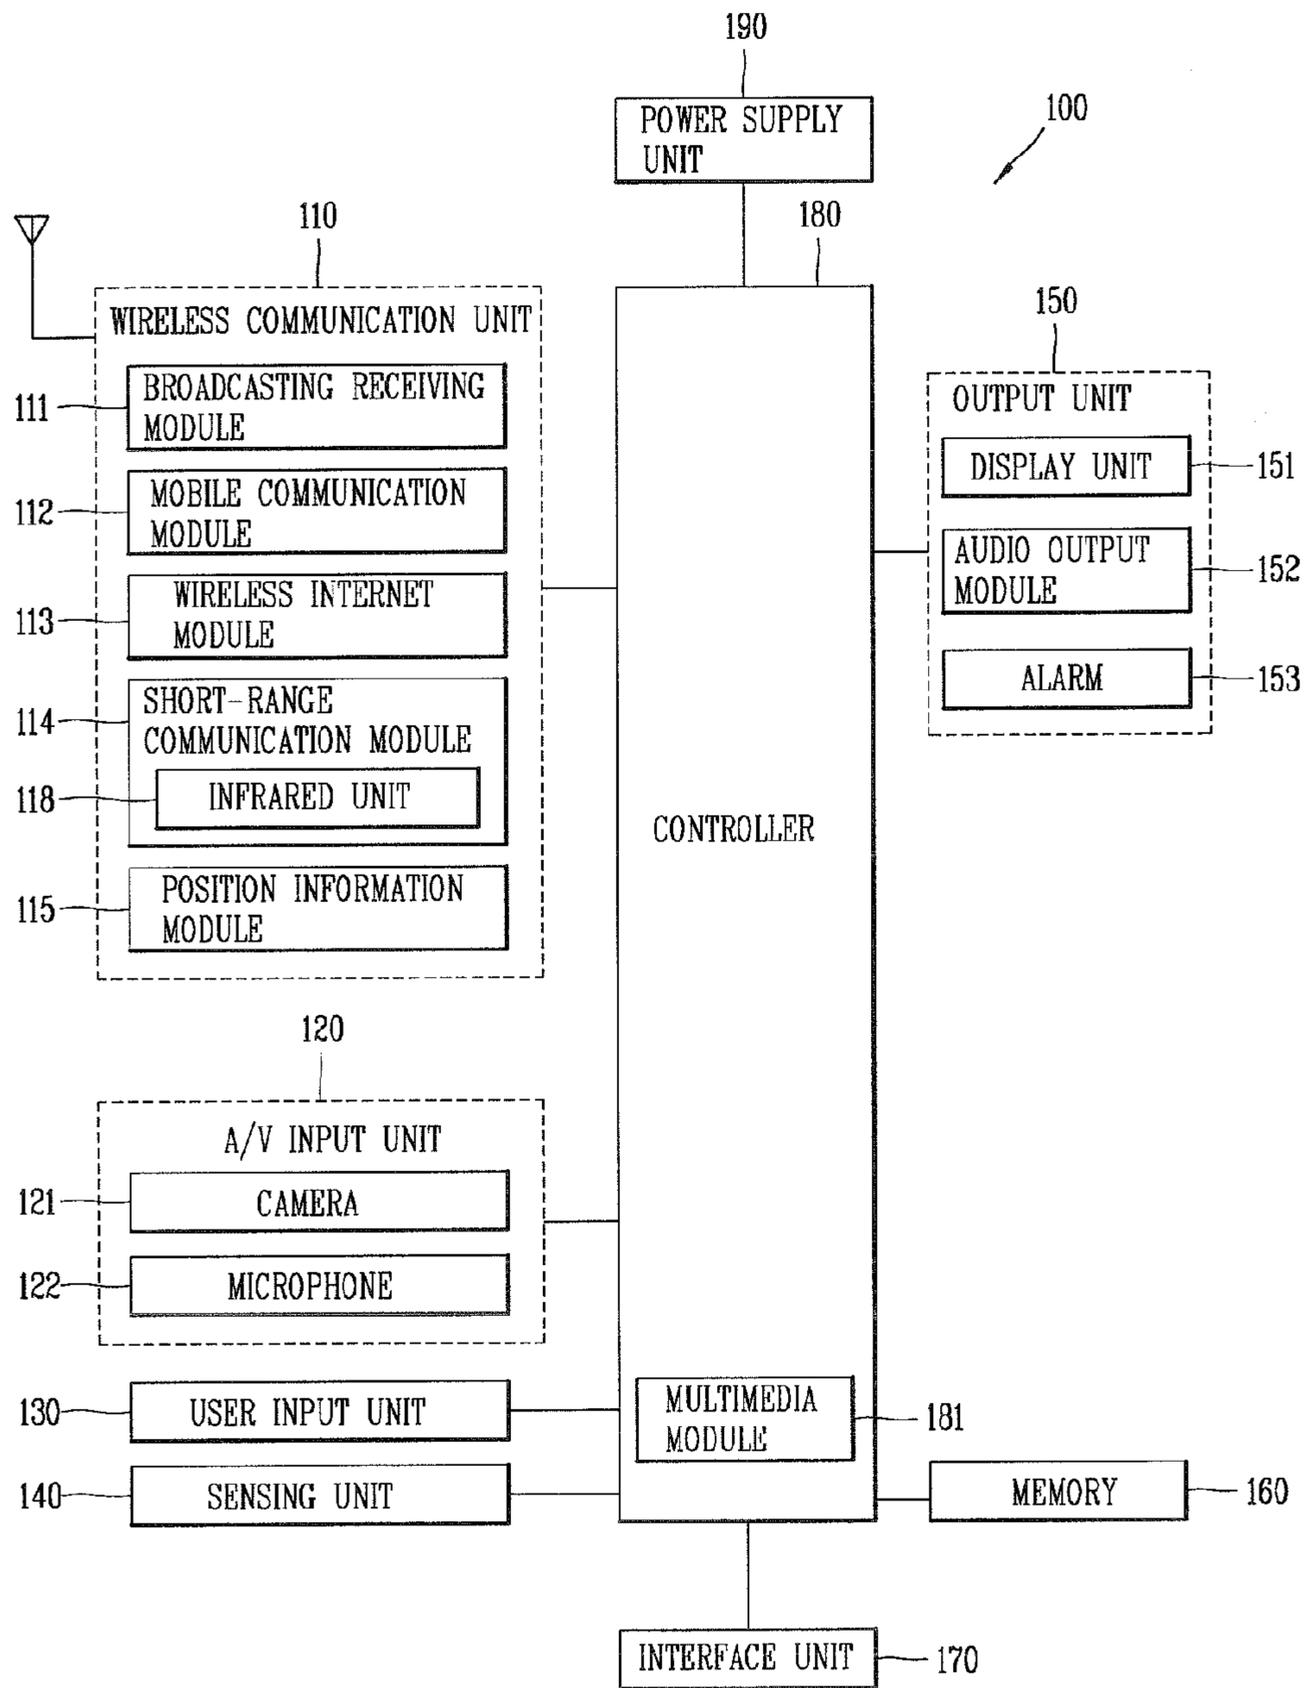 190
POWER SUPPLY
UNIT
100
110
180
WIRELESS COMMUNICATION UNIT
150
111
BROADCASTING RECEIVING
MODULE
OUTPUT UNIT
112
MOBILE COMMUNICATION
MODULE
DISPLAY UNIT
151
113
WIRELESS INTERNET
MODULE
AUDIO OUTPUT
MODULE
152
114
SHORT-RANGE
COMMUNICATION MODULE
ALARM
153
118
INFRARED UNIT
CONTROLLER
115
POSITION INFORMATION
MODULE
120
A/V INPUT UNIT
121
CAMERA
122
MICROPHONE
130
USER INPUT UNIT
MULTIMEDIA
MODULE
181
140
SENSING UNIT
MEMORY
160
INTERFACE UNIT
170